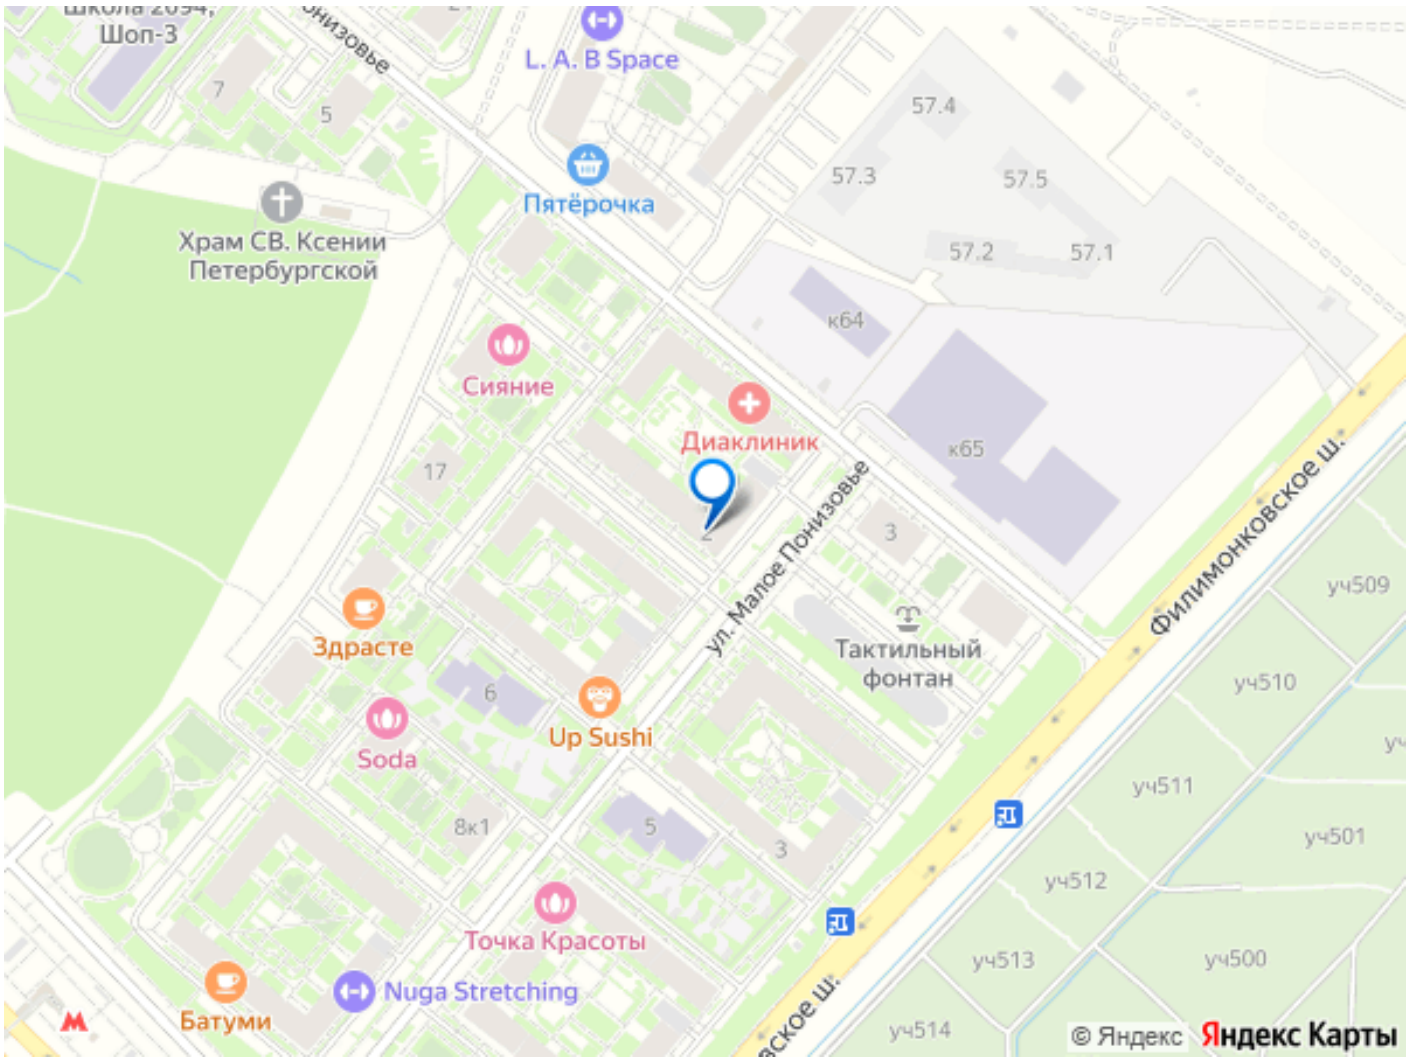 Школа 2094,
Шоп-3
L. A. B Space
57.4
7
5
57.3
57.5
Пятёрочка
Храм СВ. Ксении
Петербургской
57.2
57.1
к64
Сияние
Диаклиник
к65
17
ул. Малое Понизовье
2
3
Филимонковское ш.
уч509
Здрасте
Тактильный
фонтан
6
уч510
Up Sushi
Soda
уч511
8к1
5
3
уч501
уч512
Точка Красоты
уч513
уч500
Nuga Stretching
Батуми
уч514
© Яндекс
Яндекс Карты